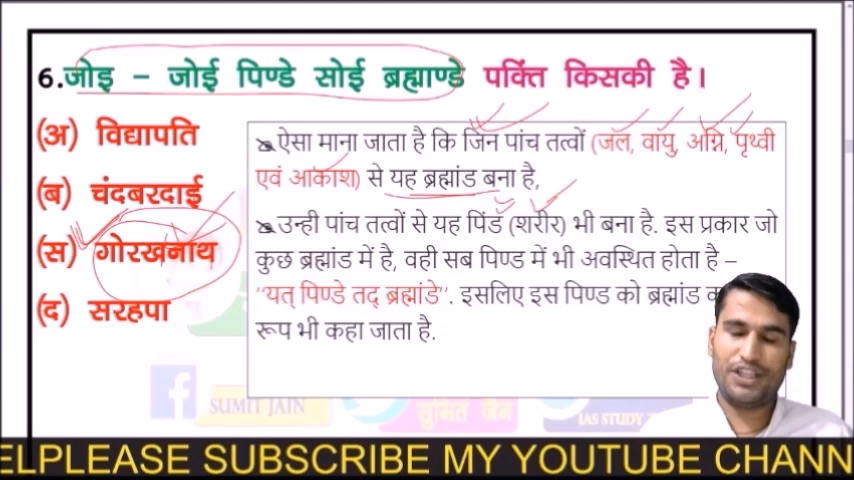 6.जोइ – जोई पिण्डे सोई ब्रह्माण्डे पक्तिं किसकी है।
(अ) विद्यापति
(ब) चंदबरदाई
(स) गोरखनाथ
(द) सरहपा
ऐसा माना जाता है कि जिन पांच तत्वों (जल, वायु, अग्नि, पृथ्वी
एवं आकाश) से यह ब्रह्मांड बना है,
उन्ही पांच तत्वों से यह पिंड (शरीर) भी बना है. इस प्रकार जो
कुछ ब्रह्मांड में है, वही सब पिण्ड में भी अवस्थित होता है –
“यत् पिण्डे तद् ब्रह्मांडे”. इसलिए इस पिण्ड को ब्रह्मांड
रूप भी कहा जाता है.
SUMIT JAIN
सुमित जैन
IAS STUDY
ELPLEASE SUBSCRIBE MY YOUTUBE CHANN